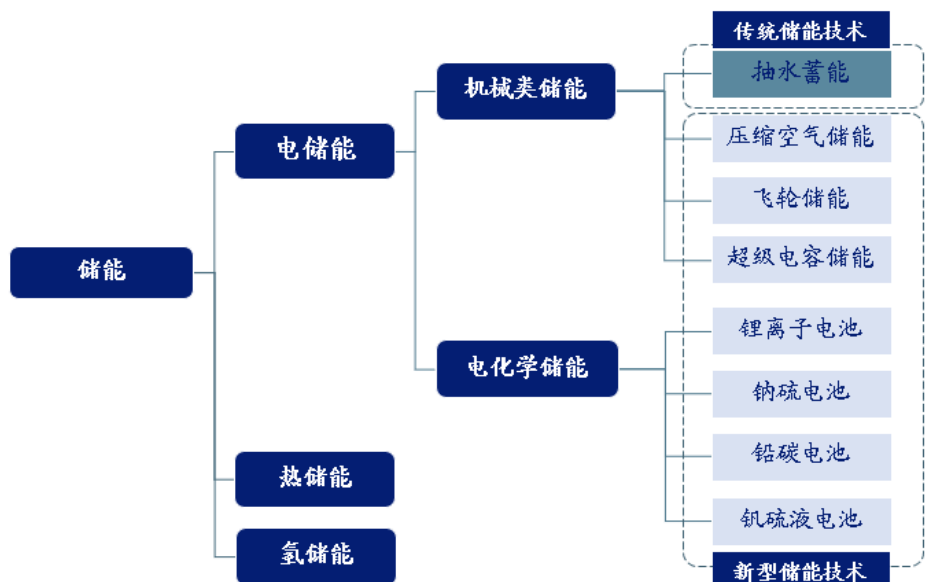 传统储能技术
抽水蓄能
机械类储能
压缩空气储能
电储能
飞轮储能
超级电容储能
储能
锂离子电池
电化学储能
钠硫电池
铅碳电池
热储能
钒硫液电池
氢储能
新型储能技术